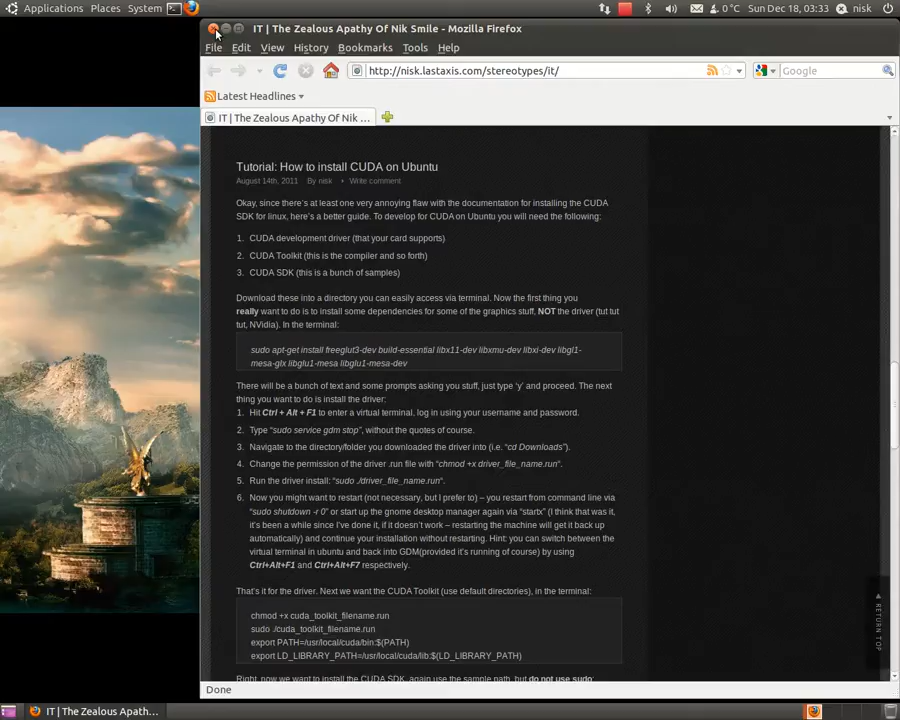 Applications Places System 0 °C Sun Dec 18, 03:33 nisk
IT | The Zealous Apathy Of Nik Smile - Mozilla Firefox
File Edit View History Bookmarks Tools Help
http://nisk.lastaxis.com/stereotypes/it/ Google
Latest Headlines
IT | The Zealous Apathy Of Nik ...
Tutorial: How to install CUDA on Ubuntu
August 14th, 2011 By nisk • Write comment
Okay, since there's at least one very annoying flaw with the documentation for installing the CUDA
SDK for linux, here's a better guide. To develop for CUDA on Ubuntu you will need the following:
1. CUDA development driver (that your card supports)
2. CUDA Toolkit (this is the compiler and so forth)
3. CUDA SDK (this is a bunch of samples)
Download these into a directory you can easily access via terminal. Now the first thing you
really want to do is to install some dependencies for some of the graphics stuff, NOT the driver (tut tut
tut, NVidia). In the terminal:
sudo apt-get install freeglut3-dev build-essential libx11-dev libxmu-dev libxi-dev libgl1-
mesa-glx libglu1-mesa libglu1-mesa-dev
There will be a bunch of text and some prompts asking you stuff, just type 'y' and proceed. The next
thing you want to do is install the driver:
1. Hit Ctrl + Alt + F1 to enter a virtual terminal, log in using your username and password.
2. Type "sudo service gdm stop", without the quotes of course.
3. Navigate to the directory/folder you downloaded the driver into (i.e. "cd Downloads").
4. Change the permission of the driver .run file with "chmod +x driver_file_name.run".
5. Run the driver install: "sudo ./driver_file_name.run".
6. Now you might want to restart (not necessary, but I prefer to) – you restart from command line via
"sudo shutdown -r 0" or start up the gnome desktop manager again via "startx" (I think that was it,
it's been a while since I've done it, if it doesn't work – restarting the machine will get it back up
automatically) and continue your installation without restarting. Hint: you can switch between the
virtual terminal in ubuntu and back into GDM(provided it's running of course) by using
Ctrl+Alt+F1 and Ctrl+Alt+F7 respectively.
That's it for the driver. Next we want the CUDA Toolkit (use default directories), in the terminal:
chmod +x cuda_toolkit_filename.run
sudo ./cuda_toolkit_filename.run
export PATH=/usr/local/cuda/bin:$(PATH)
export LD_LIBRARY_PATH=/usr/local/cuda/lib:$(LD_LIBRARY_PATH)
Right, now we want to install the CUDA SDK, again use the sample path, but do not use sudo:
RETURN TOP
Done
IT | The Zealous Apath...